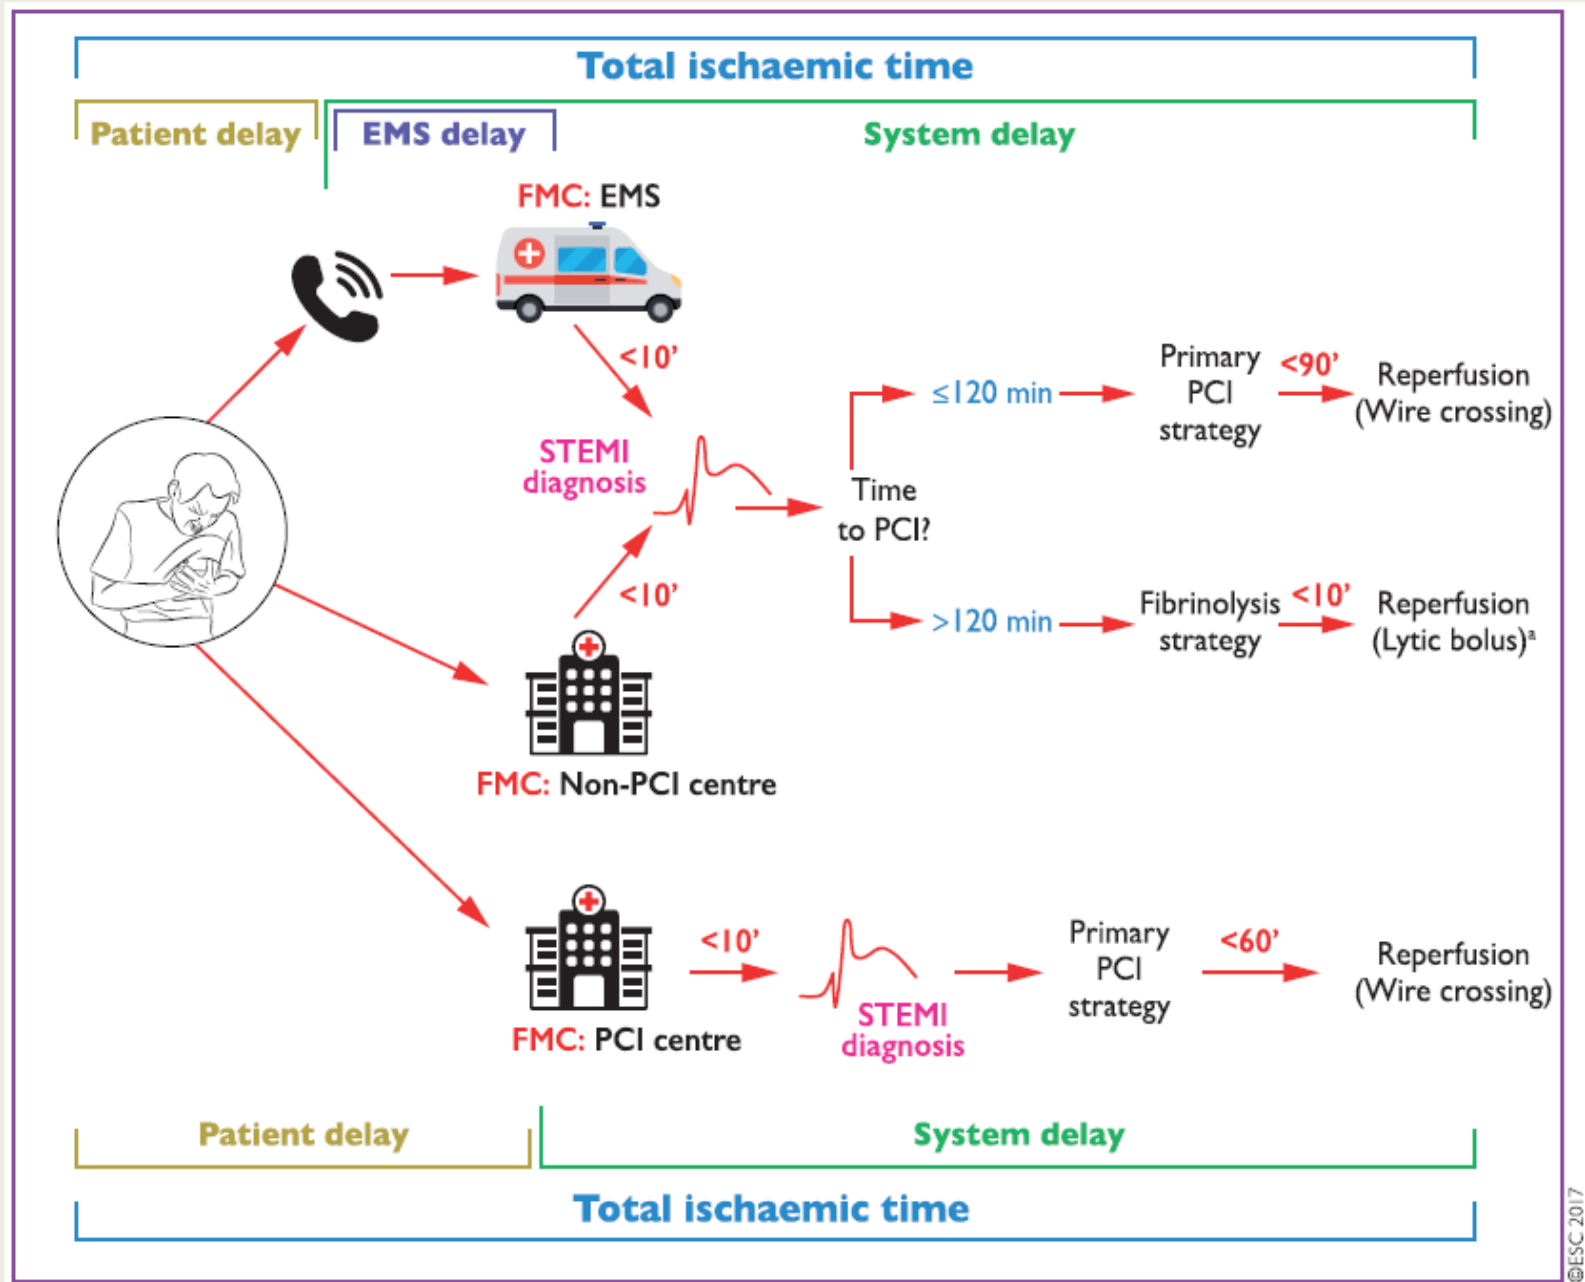 Total ischaemic time
Patient delay
EMS delay
System delay
FMC: EMS
<10'
STEMI
diagnosis
<10'
Time
to PCI?
≤120 min
Primary
PCI
strategy
<90'
Reperfusion
(Wire crossing)
>120 min
Fibrinolysis
strategy
<10'
Reperfusion
(Lytic bolus)ª
FMC: Non-PCI centre
FMC: PCI centre
<10'
STEMI
diagnosis
Primary
PCI
strategy
<60'
Reperfusion
(Wire crossing)
Patient delay
System delay
Total ischaemic time
©ESC 2017